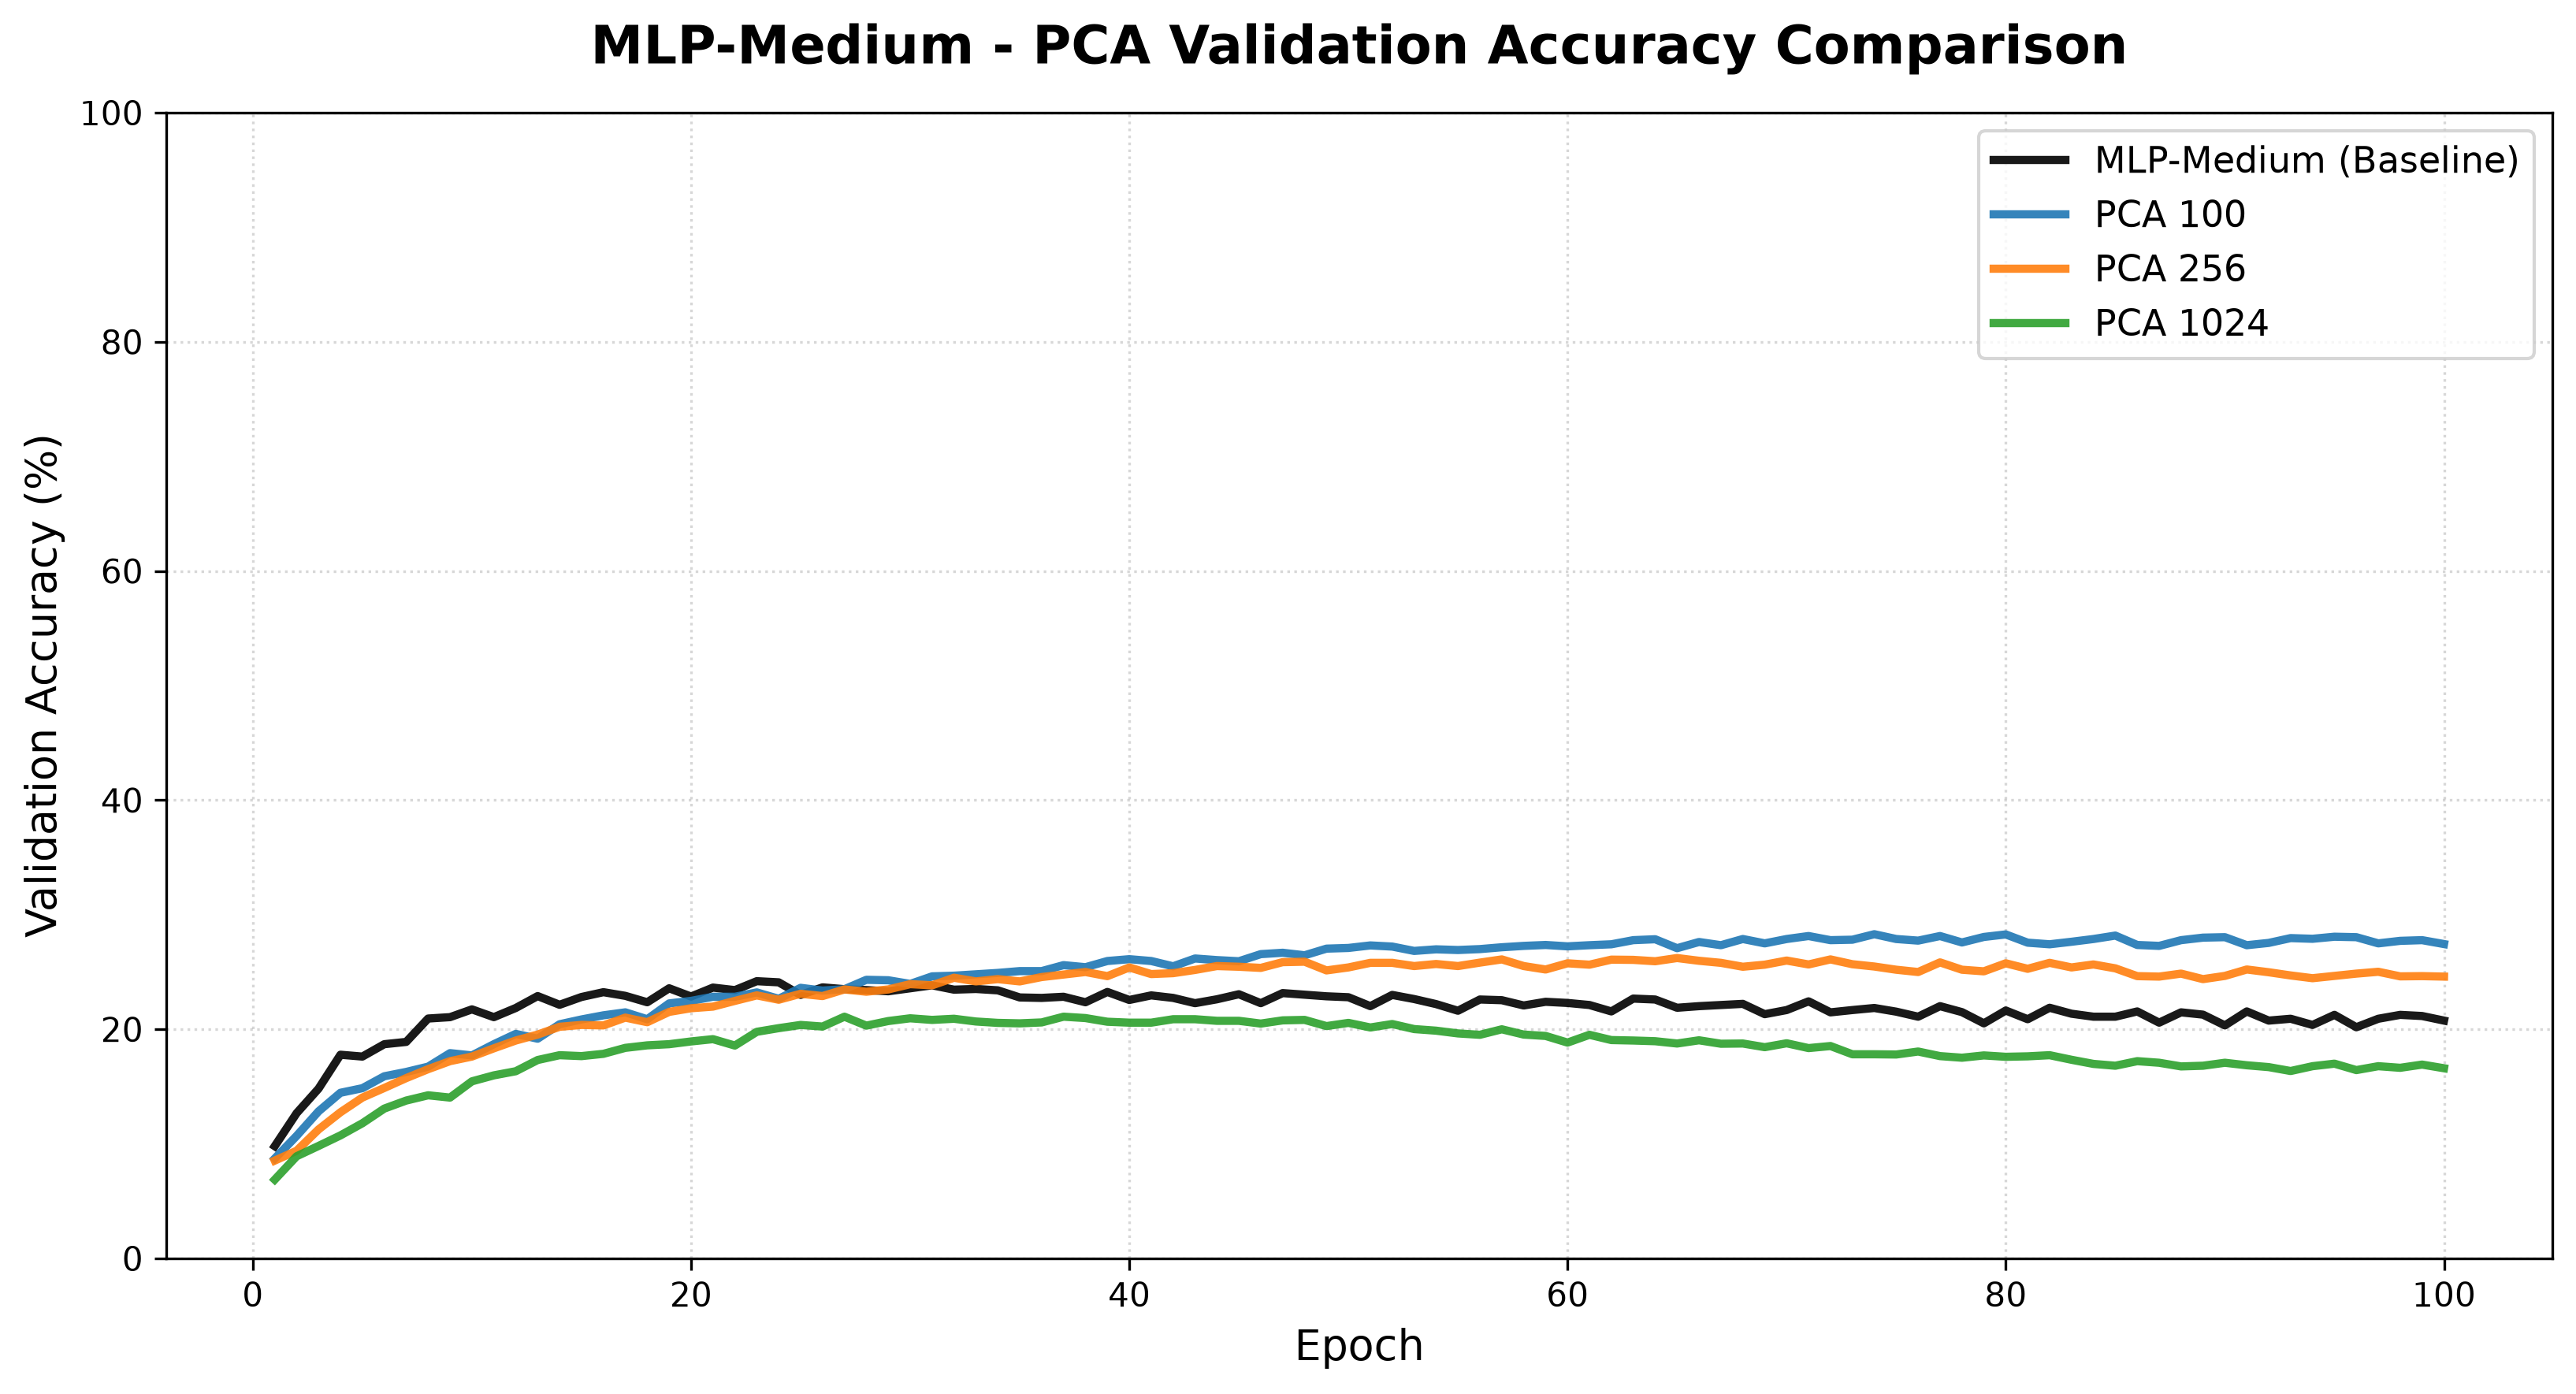 MLP-Medium - PCA Validation Accuracy Comparison
Validation Accuracy (%)
100
80
60
40
20
0
MLP-Medium (Baseline)
PCA 100
PCA 256
PCA 1024
0 20 40 60 80 100
Epoch